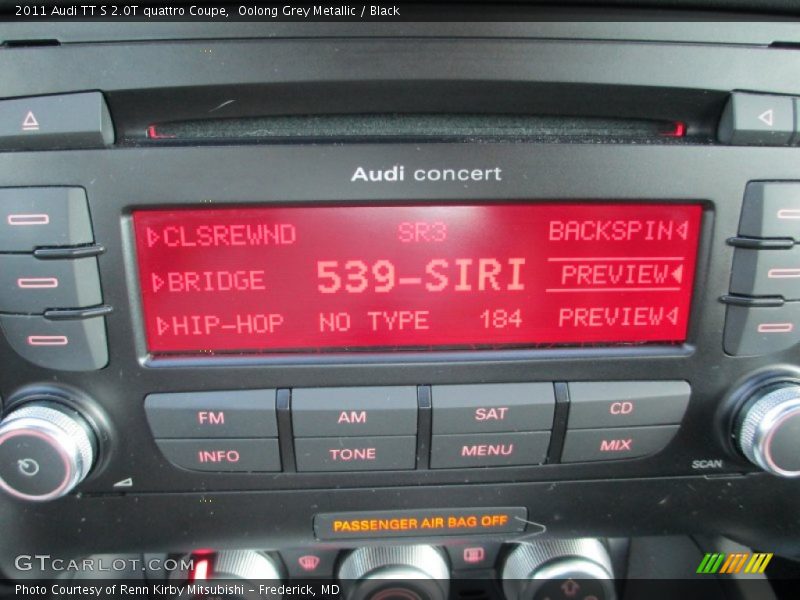 2011 Audi TT S 2.0T quattro Coupe, Oolong Grey Metallic / Black
Audi concert
CLSREWND SR3 BACKSPIN
BRIDGE 539-SIRI PREVIEW
HIP-HOP NO TYPE 184 PREVIEW
FM AM SAT CD
INFO TONE MENU MIX
SCAN
PASSENGER AIR BAG OFF
GTCARLOT.COM
Photo Courtesy of Renn Kirby Mitsubishi - Frederick, MD